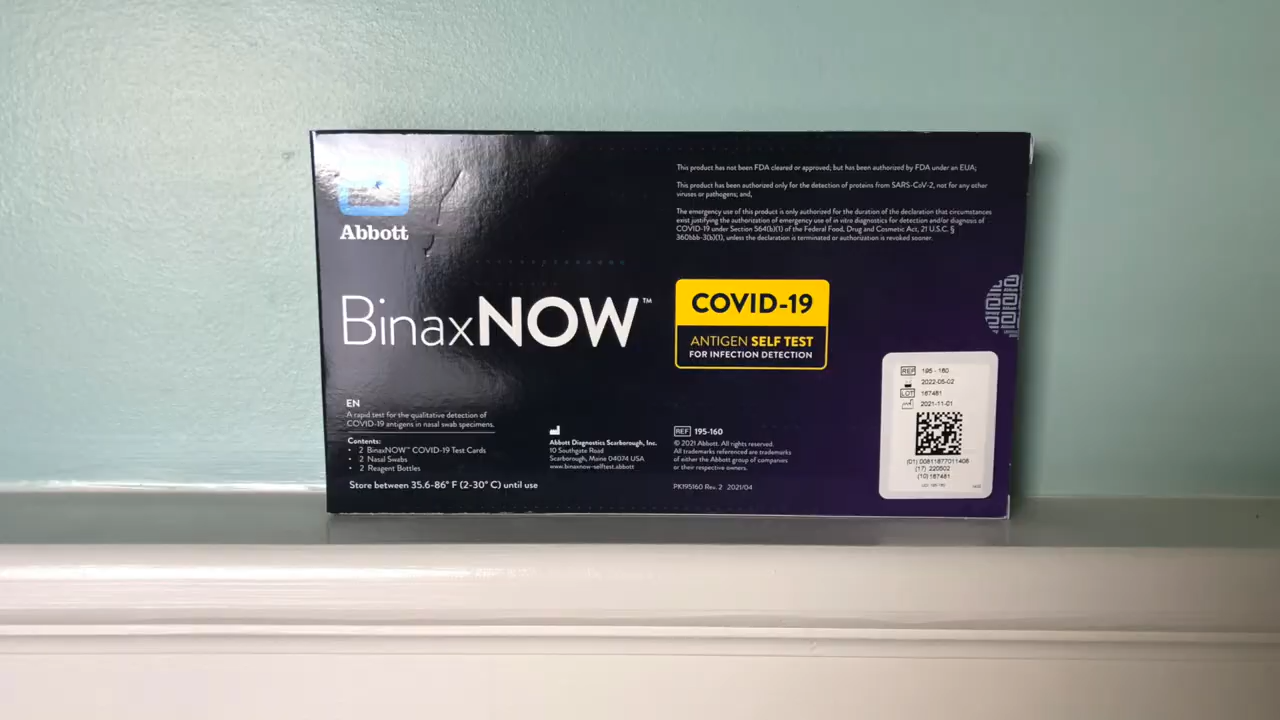 Abbott
BinaxNOW™
EN
A rapid test for the qualitative detection of
COVID-19 antigens in nasal swab specimens.
Contents:
• 2 BinaxNOW™ COVID-19 Test Cards
• 2 Nasal Swabs
• 2 Reagent Bottles
Store between 35.6-86° F (2-30° C) until use
Abbott Diagnostics Scarborough, Inc.
10 Southgate Road
Scarborough, Maine 04074 USA
www.binaxnow-selftest.abbott
This product has not been FDA cleared or approved; but has been authorized by FDA under an EUA;
This product has been authorized only for the detection of proteins from SARS-CoV-2, not for any other
viruses or pathogens; and,
The emergency use of this product is only authorized for the duration of the declaration that circumstances
exist justifying the authorization of emergency use of in vitro diagnostics for detection and/or diagnosis of
COVID-19 under Section 564(b)(1) of the Federal Food, Drug and Cosmetic Act, 21 U.S.C. §
360bbb-3(b)(1), unless the declaration is terminated or authorization is revoked sooner.
COVID-19
ANTIGEN SELF TEST
FOR INFECTION DETECTION
REF 195-160
© 2021 Abbott. All rights reserved.
All trademarks referenced are trademarks
of either the Abbott group of companies
or their respective owners.
PK195160 Rev. 2 2021/04
REF 195-160
2022-05-02
LOT 167481
2021-11-01
(01) 00811877011408
(17) 220502
(10) 167481